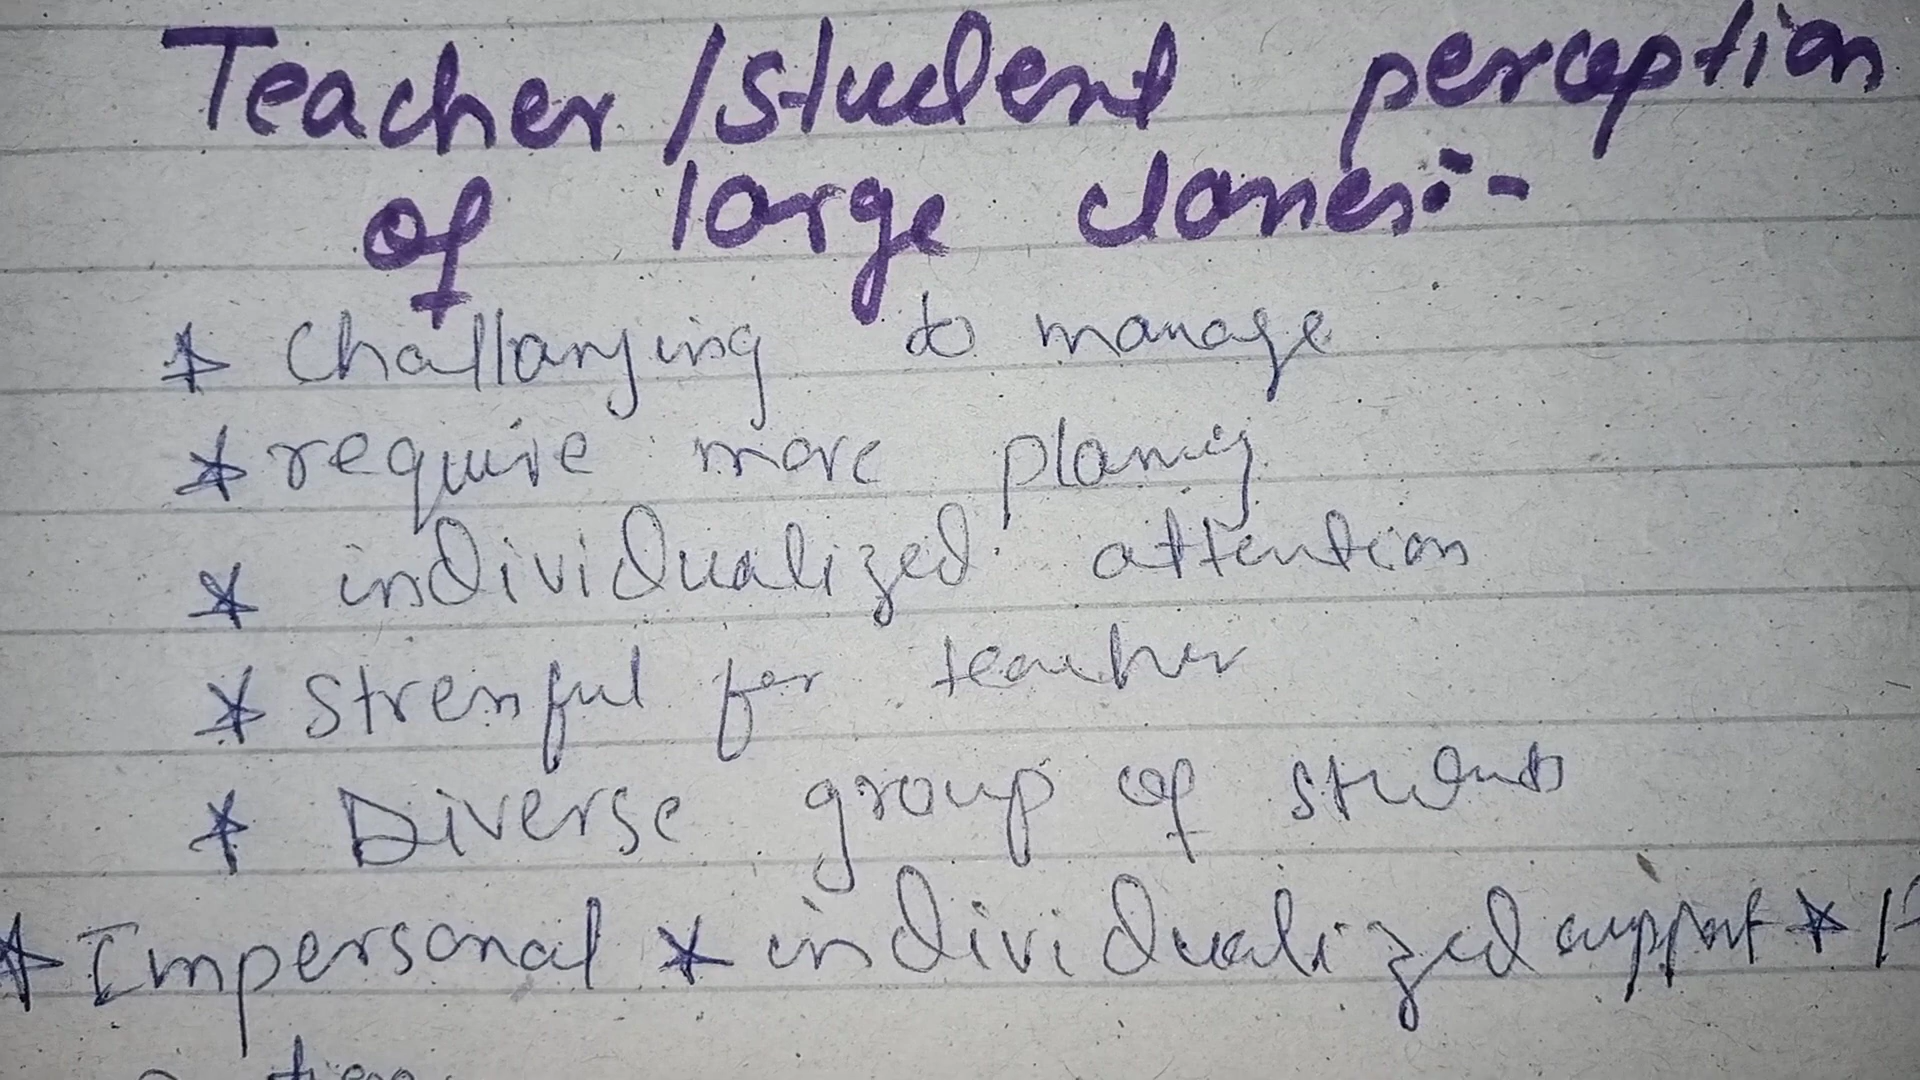 Teacher/student perception
of large classes:-
* Challanging to manage
* require more planing
* individualized attention
* Stressful for teacher
* Diverse group of students
* Impersonal * individualized support *